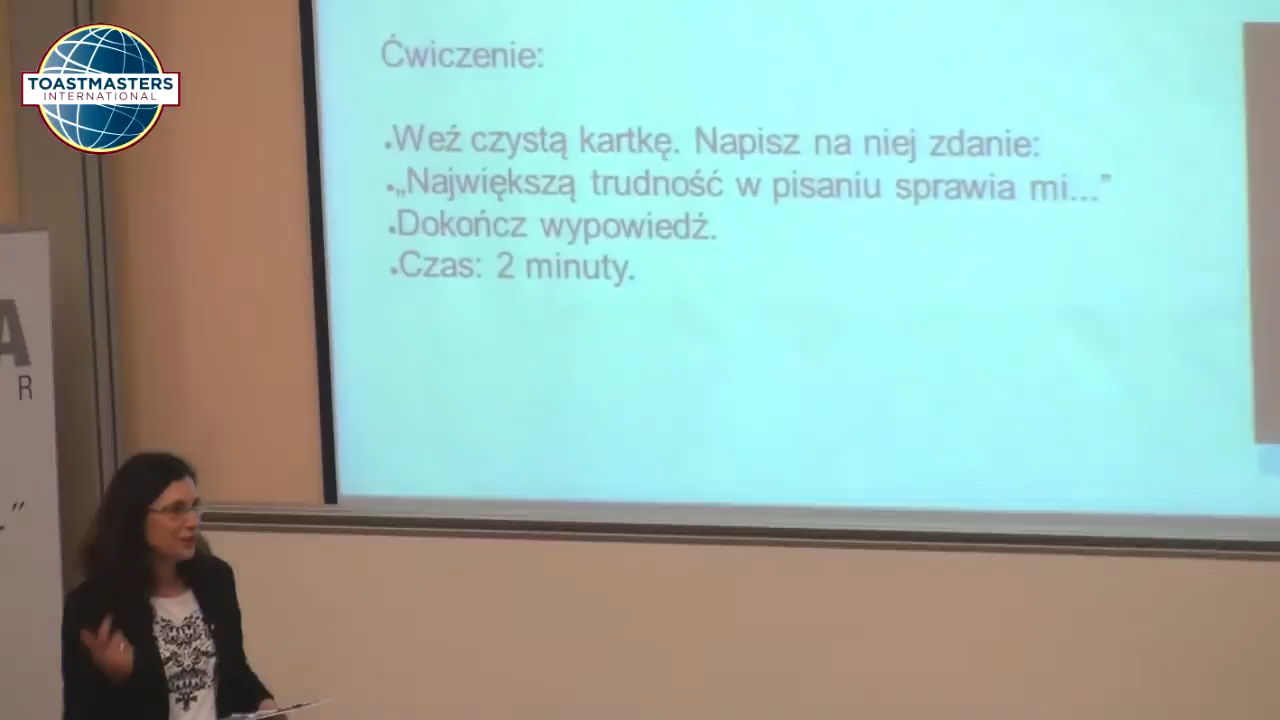 TOASTMASTERS
INTERNATIONAL
Ćwiczenie:
.Weź czystą kartkę. Napisz na niej zdanie:
.„Największą trudność w pisaniu sprawia mi...”
.Dokończ wypowiedź.
.Czas: 2 minuty.
A
R